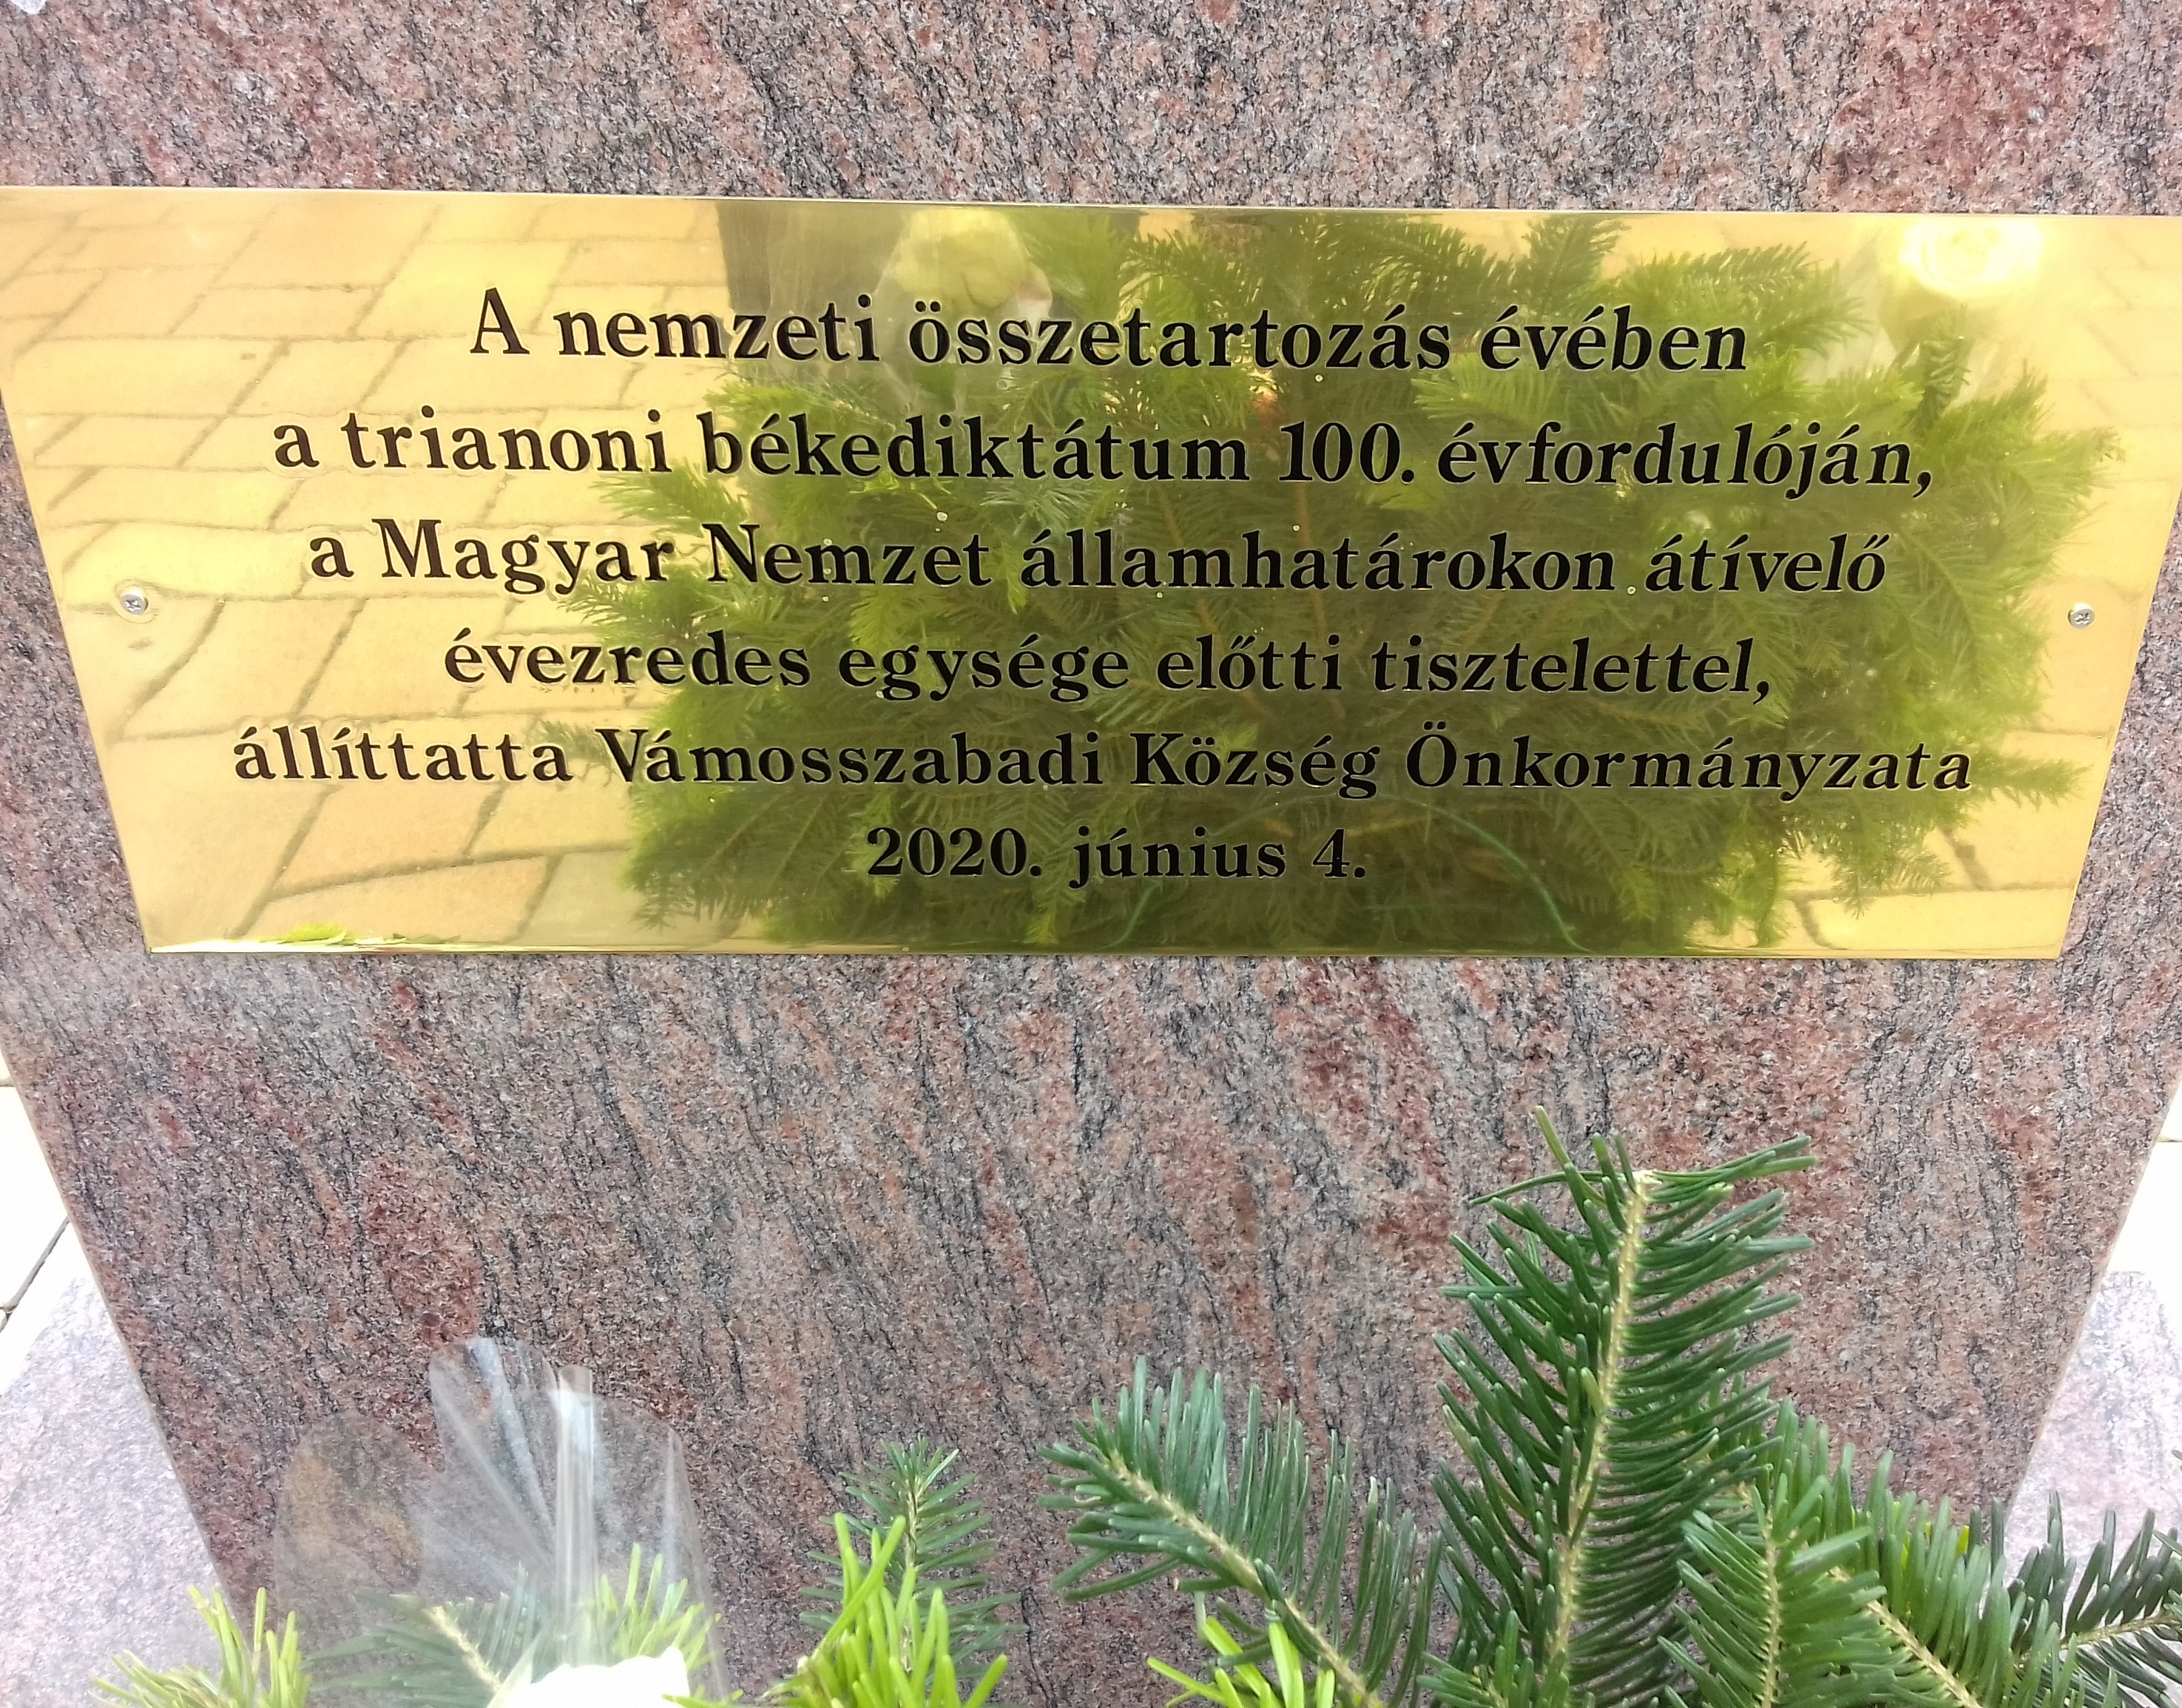 A nemzeti összetartozás évében
a trianoni békediktátum 100. évfordulóján,
a Magyar Nemzet államhatárokon átívelő
évezredes egysége előtti tisztelettel,
állíttatta Vámosszabadi Község Önkormányzata
2020. június 4.